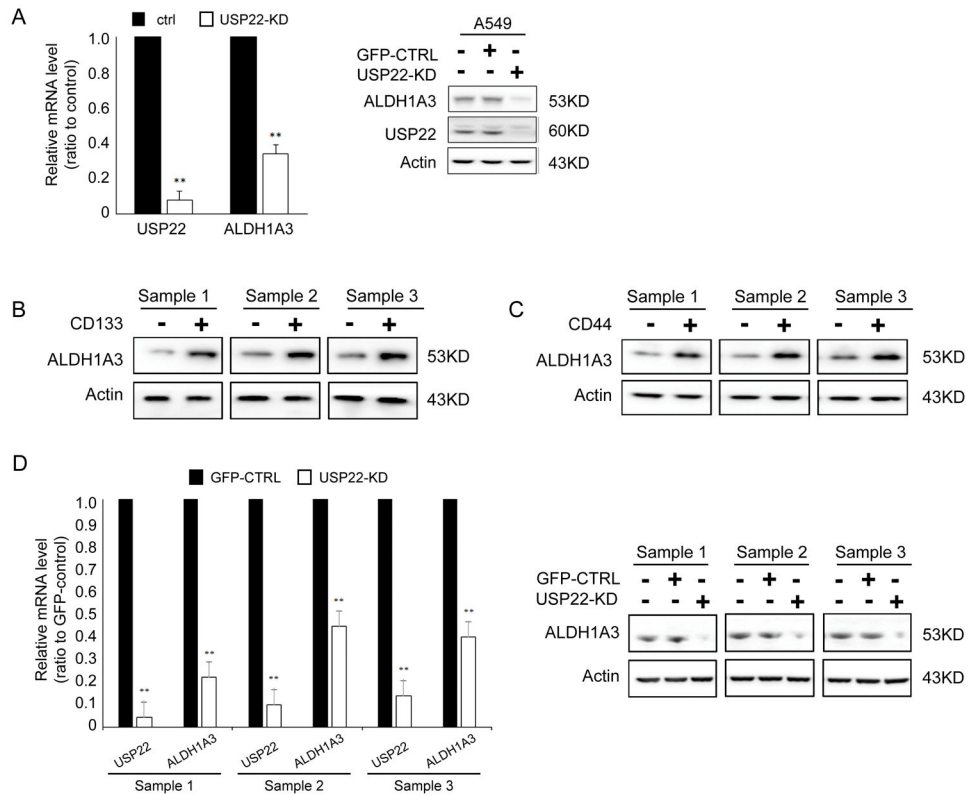 A
ctrl USP22-KD
Relative mRNA level
(ratio to control)
1.0
0.8
0.6
0.4
0.2
0
** **
USP22 ALDH1A3
A549
GFP-CTRL - + -
USP22-KD - - +
ALDH1A3 53KD
USP22 60KD
Actin 43KD
B
Sample 1 Sample 2 Sample 3
CD133 - + - + - +
ALDH1A3 53KD
Actin 43KD
C
Sample 1 Sample 2 Sample 3
CD44 - + - + - +
ALDH1A3 53KD
Actin 43KD
D
GFP-CTRL USP22-KD
Relative mRNA level
(ratio to GFP-control)
1.0
0.9
0.8
0.7
0.6
0.5
0.4
0.3
0.2
0.1
0
** ** ** ** ** **
USP22 ALDH1A3 USP22 ALDH1A3 USP22 ALDH1A3
Sample 1 Sample 2 Sample 3
Sample 1 Sample 2 Sample 3
GFP-CTRL - + - - + - - + -
USP22-KD - - + - - + - - +
ALDH1A3 53KD
Actin 43KD